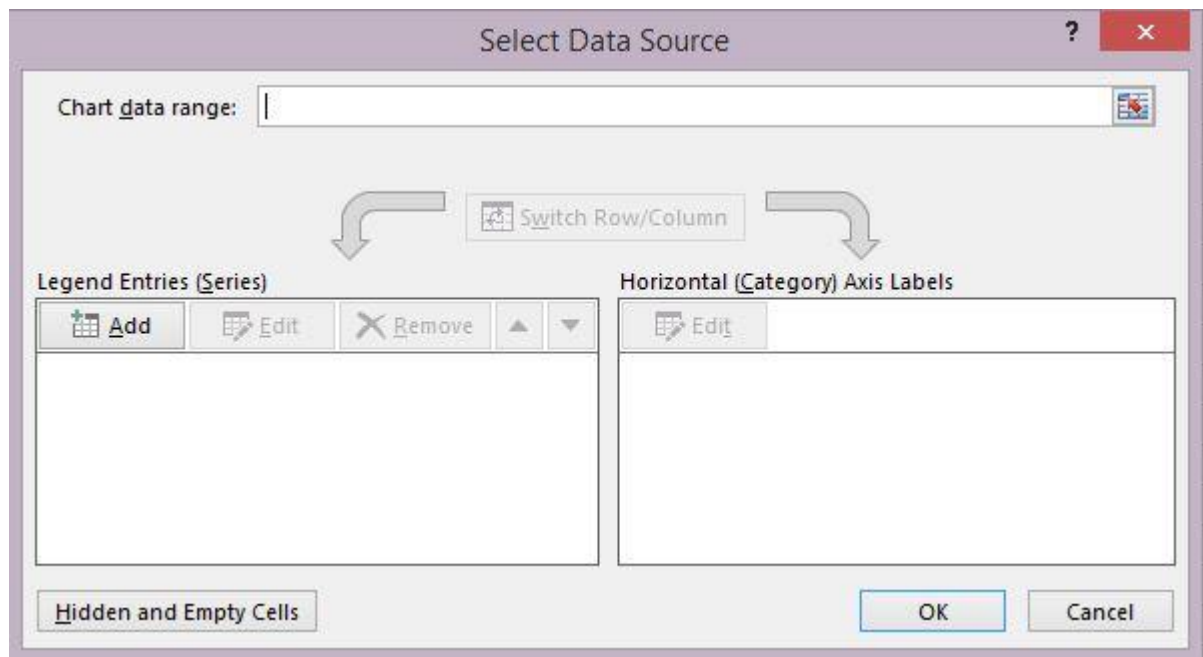 Select Data Source
? ×
Chart data range:
Switch Row/Column
Legend Entries (Series)
Horizontal (Category) Axis Labels
Add Edit Remove
Edit
Hidden and Empty Cells
OK Cancel